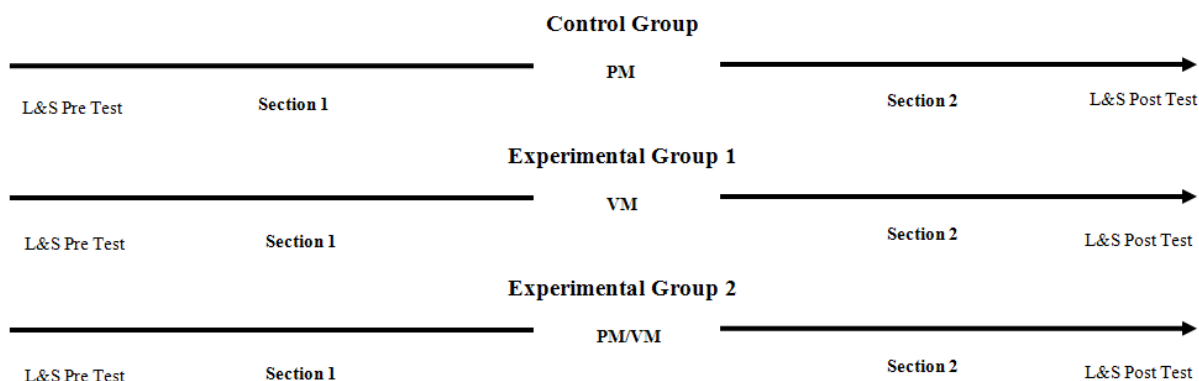 Control Group
PM
L&S Pre Test Section 1 Section 2 L&S Post Test
Experimental Group 1
VM
L&S Pre Test Section 1 Section 2 L&S Post Test
Experimental Group 2
PM/VM
L&S Pre Test Section 1 Section 2 L&S Post Test